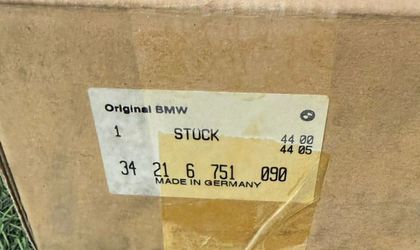 Original BMW
1 STÜCK 44 00
44 05
34 21 6 751 090
MADE IN GERMANY